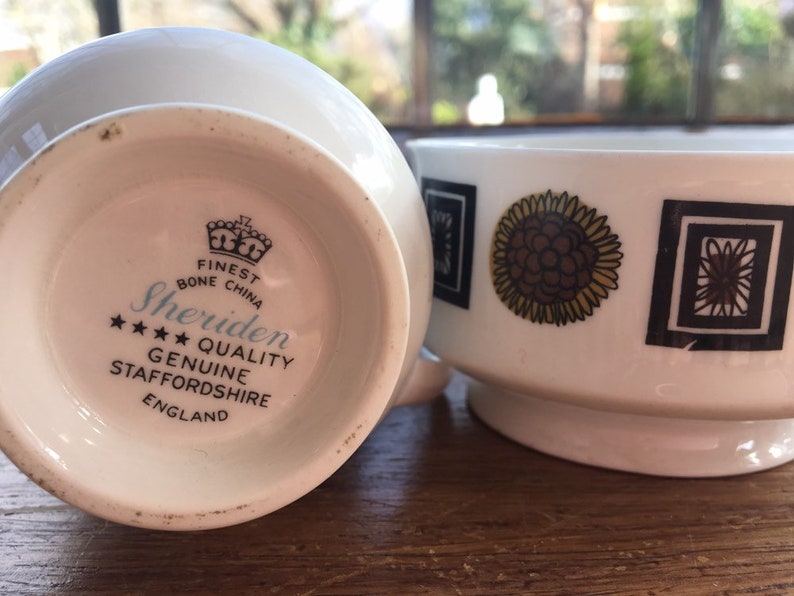 FINEST
BONE CHINA
Sheriden
★★★★ QUALITY
GENUINE
STAFFORDSHIRE
ENGLAND